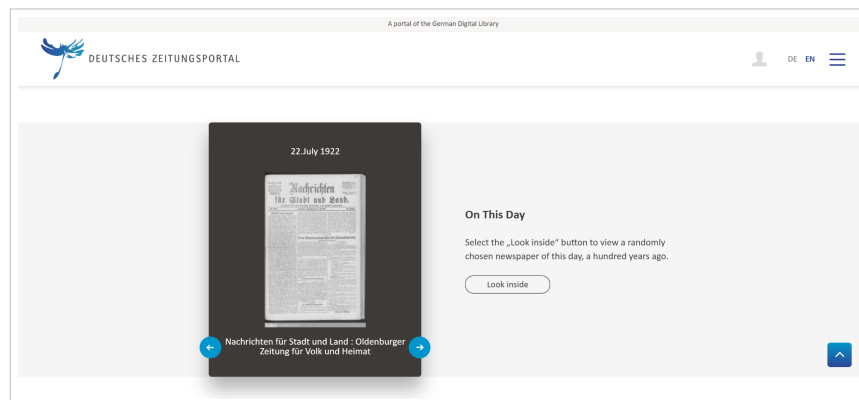 A portal of the German Digital Library
DEUTSCHES ZEITUNGSPORTAL
DE EN
22.July 1922
Nachrichten
für Stadt und Land.
Nachrichten für Stadt und Land : Oldenburger
Zeitung für Volk und Heimat
On This Day
Select the „Look inside“ button to view a randomly
chosen newspaper of this day, a hundred years ago.
Look inside